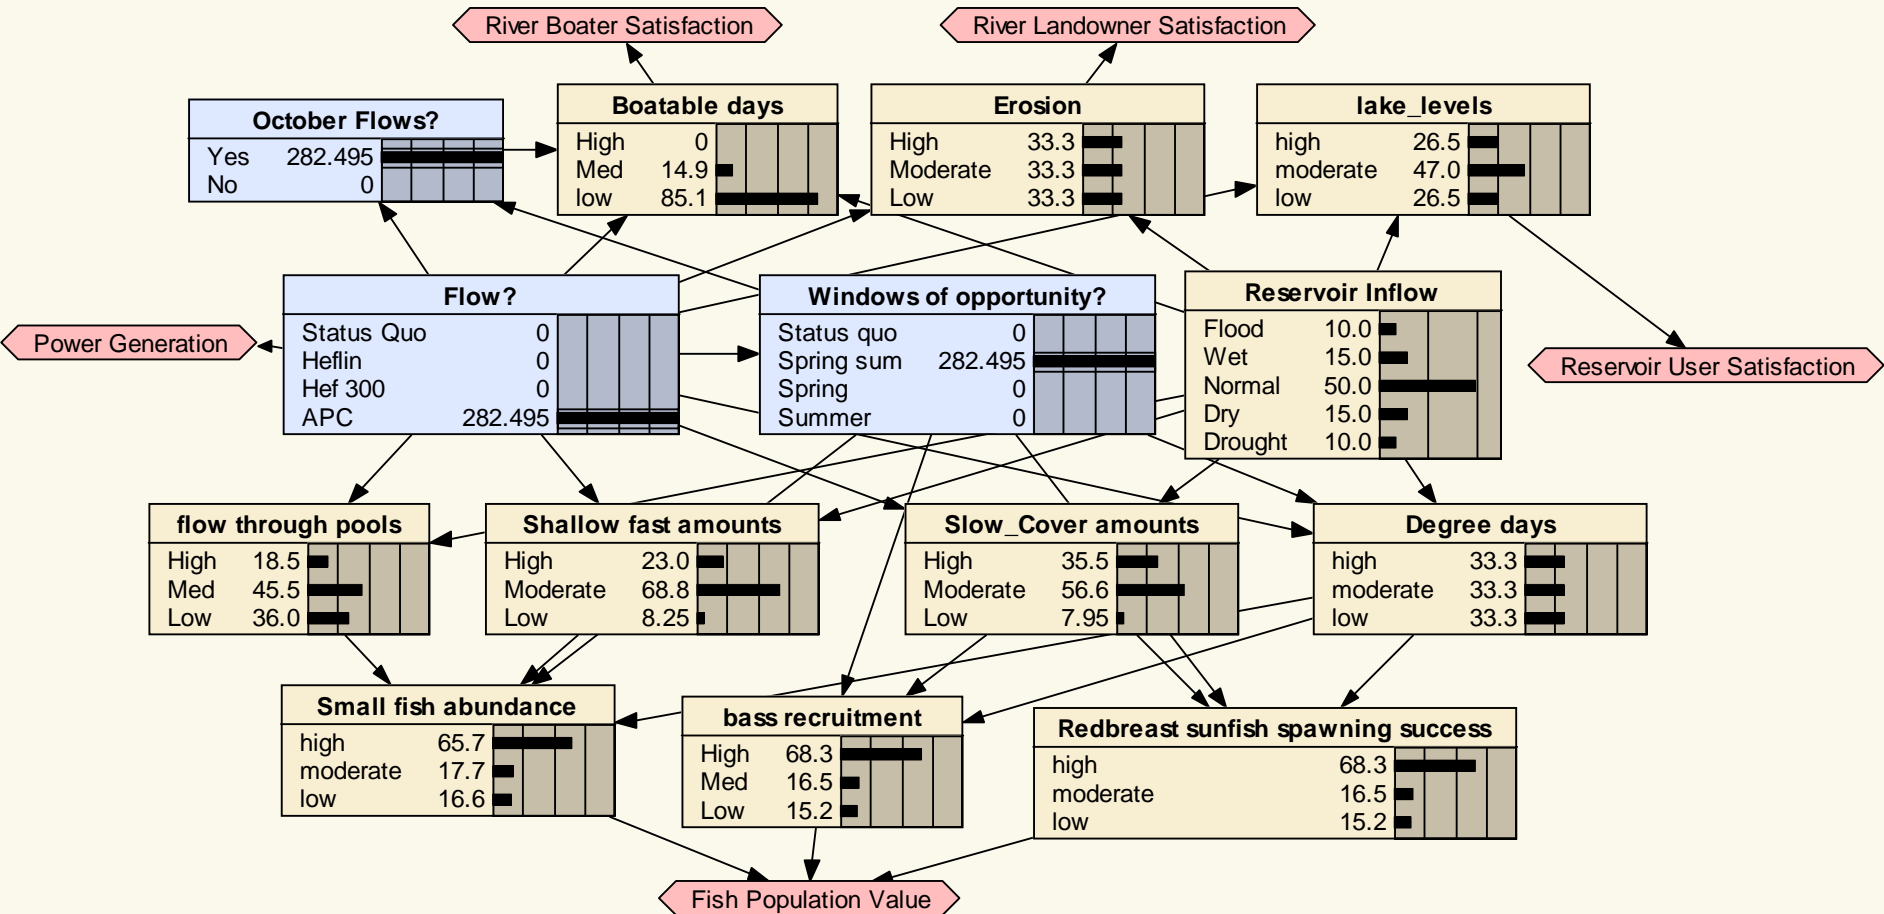 River Boater Satisfaction
River Landowner Satisfaction
October Flows?
Yes 282.495
No 0
Boatable days
High 0
Med 14.9
low 85.1
Erosion
High 33.3
Moderate 33.3
Low 33.3
lake_levels
high 26.5
moderate 47.0
low 26.5
Power Generation
Flow?
Status Quo 0
Heflin 0
Hef 300 0
APC 282.495
Windows of opportunity?
Status quo 0
Spring sum 282.495
Spring 0
Summer 0
Reservoir Inflow
Flood 10.0
Wet 15.0
Normal 50.0
Dry 15.0
Drought 10.0
Reservoir User Satisfaction
flow through pools
High 18.5
Med 45.5
Low 36.0
Shallow fast amounts
High 23.0
Moderate 68.8
Low 8.25
Slow_Cover amounts
High 35.5
Moderate 56.6
Low 7.95
Degree days
high 33.3
moderate 33.3
low 33.3
Small fish abundance
high 65.7
moderate 17.7
low 16.6
bass recruitment
High 68.3
Med 16.5
Low 15.2
Redbreast sunfish spawning success
high 68.3
moderate 16.5
low 15.2
Fish Population Value